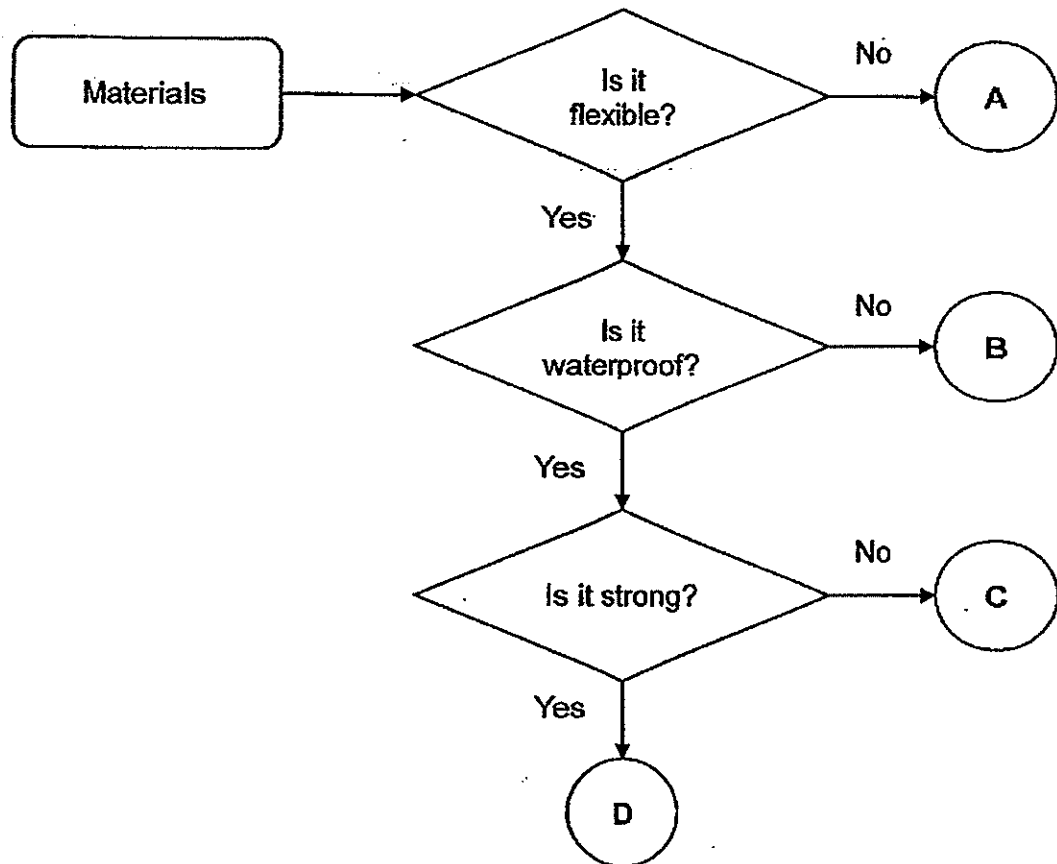 Materials
Is it
flexible?
No
A
Yes
Is it
waterproof?
No
B
Yes
Is it strong?
No
C
Yes
D